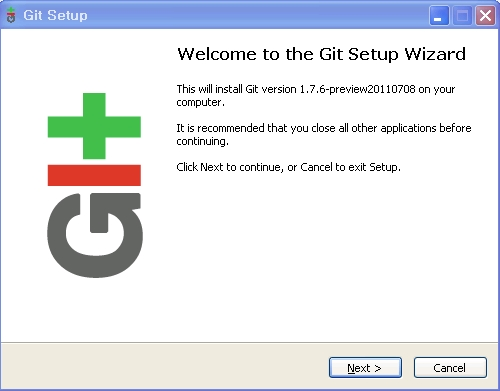 Git Setup
Welcome to the Git Setup Wizard
This will install Git version 1.7.6-preview20110708 on your
computer.
It is recommended that you close all other applications before
continuing.
Click Next to continue, or Cancel to exit Setup.
Git
Next >
Cancel